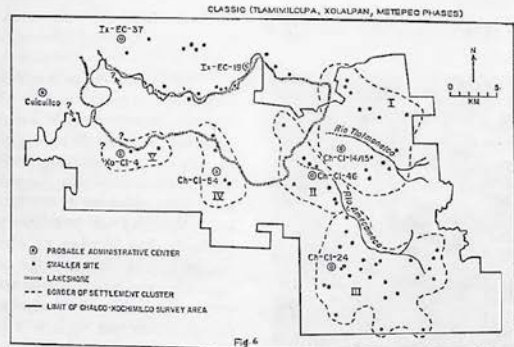 CLASSIC (TLAMIMILOLPA, XOLALPAN, METEPEC PHASES)
Ix-EC-37
Ix-EC-19
Cuicuilco
?
?
?
?
N
0 5
KM
I
Rio Tlalmanalco
Ch-Cl-14/15
Xo-Cl-4
V
Ch-Cl-54
IV
Ch-Cl-46
II
Ch-Cl-24
III
PROBABLE ADMINISTRATIVE CENTER
SMALLER SITE
LAKESHORE
BORDER OF SETTLEMENT CLUSTER
LIMIT OF CHALCO-XOCHIMILCO SURVEY AREA
Fig. 6